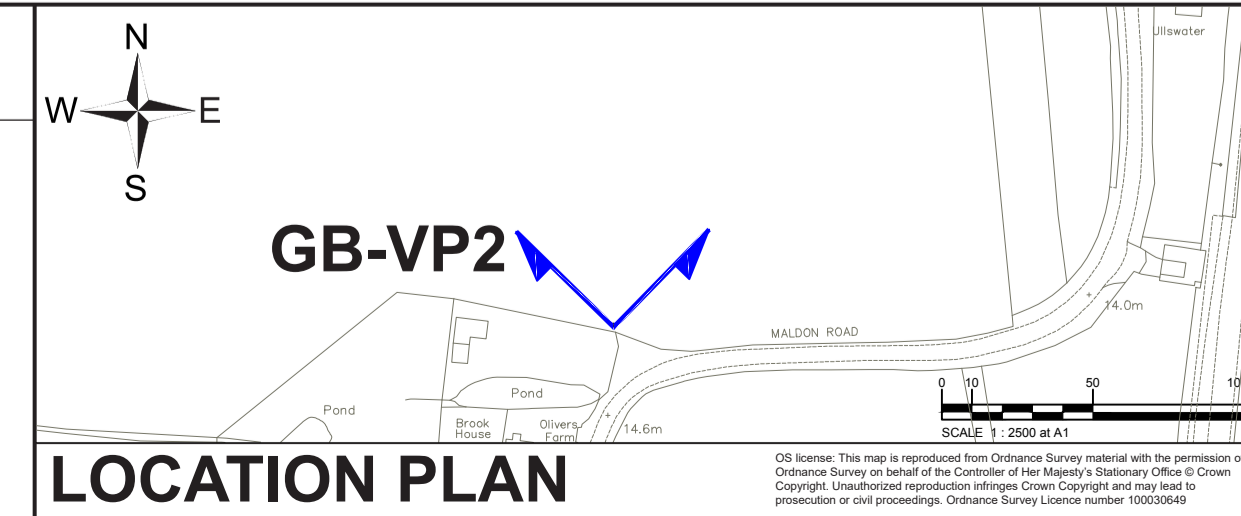 N
W E
S
GB-VP2
Ullswater
14.0m
MALDON ROAD
Pond
Pond
Brook
House
Olivers
Farm
14.6m
0 10 50 10
SCALE 1 : 2500 at A1
LOCATION PLAN
OS license: This map is reproduced from Ordnance Survey material with the permission o
Ordnance Survey on behalf of the Controller of Her Majesty's Stationary Office © Crown
Copyright. Unauthorized reproduction infringes Crown Copyright and may lead to
prosecution or civil proceedings. Ordnance Survey Licence number 100030649